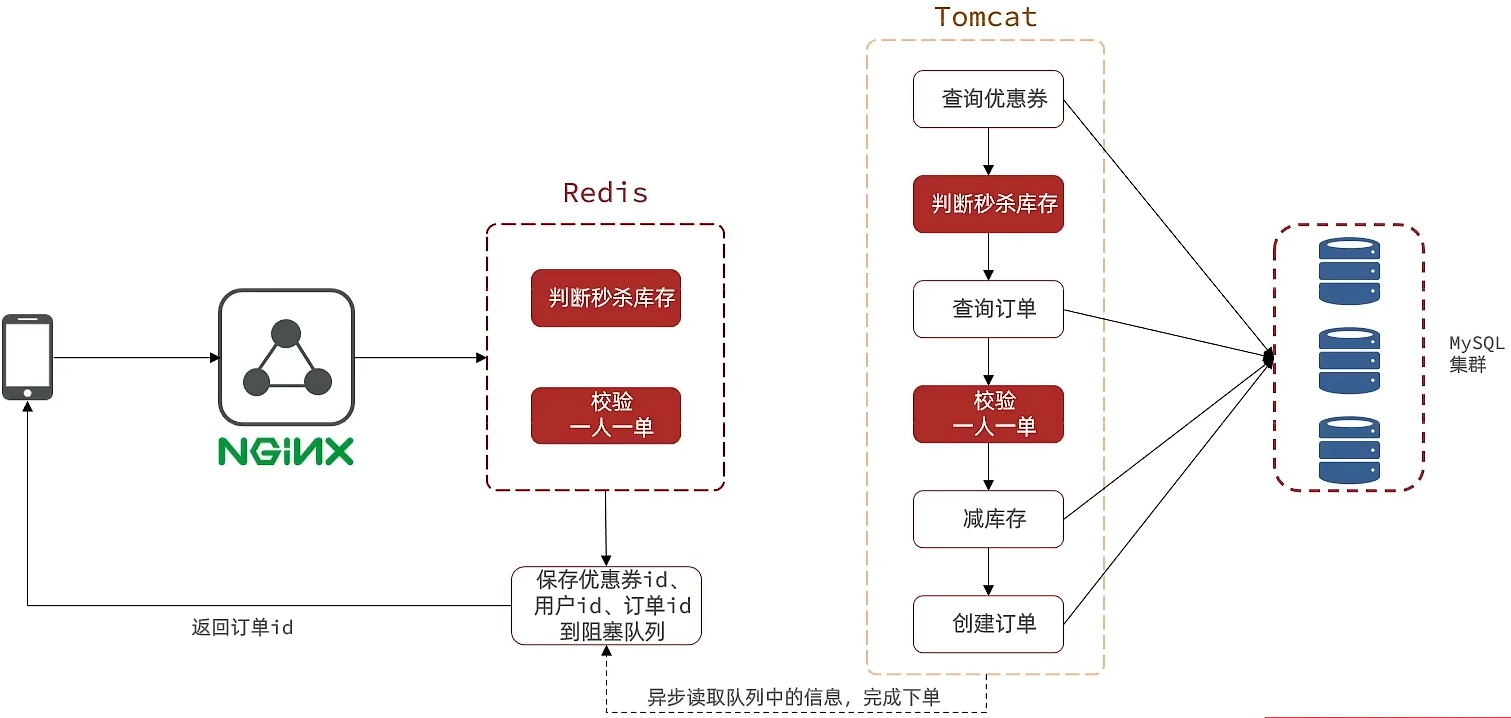 Tomcat
查询优惠券
判断秒杀库存
查询订单
校验
一人一单
减库存
创建订单
Redis
判断秒杀库存
校验
一人一单
NGiNX
保存优惠券id、
用户id、订单id
到阻塞队列
返回订单id
异步读取队列中的信息，完成下单
MySQL
集群